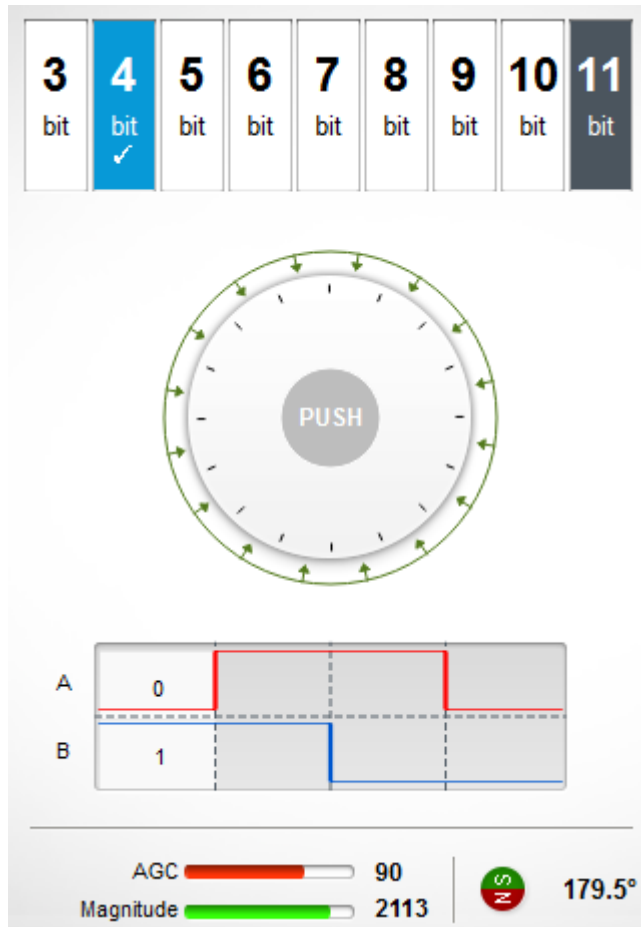 3 4 5 6 7 8 9 10 11
bit bit bit bit bit bit bit bit bit
✓
PUSH
A 0
B 1
AGC 90
Magnitude 2113
N S
179.5°